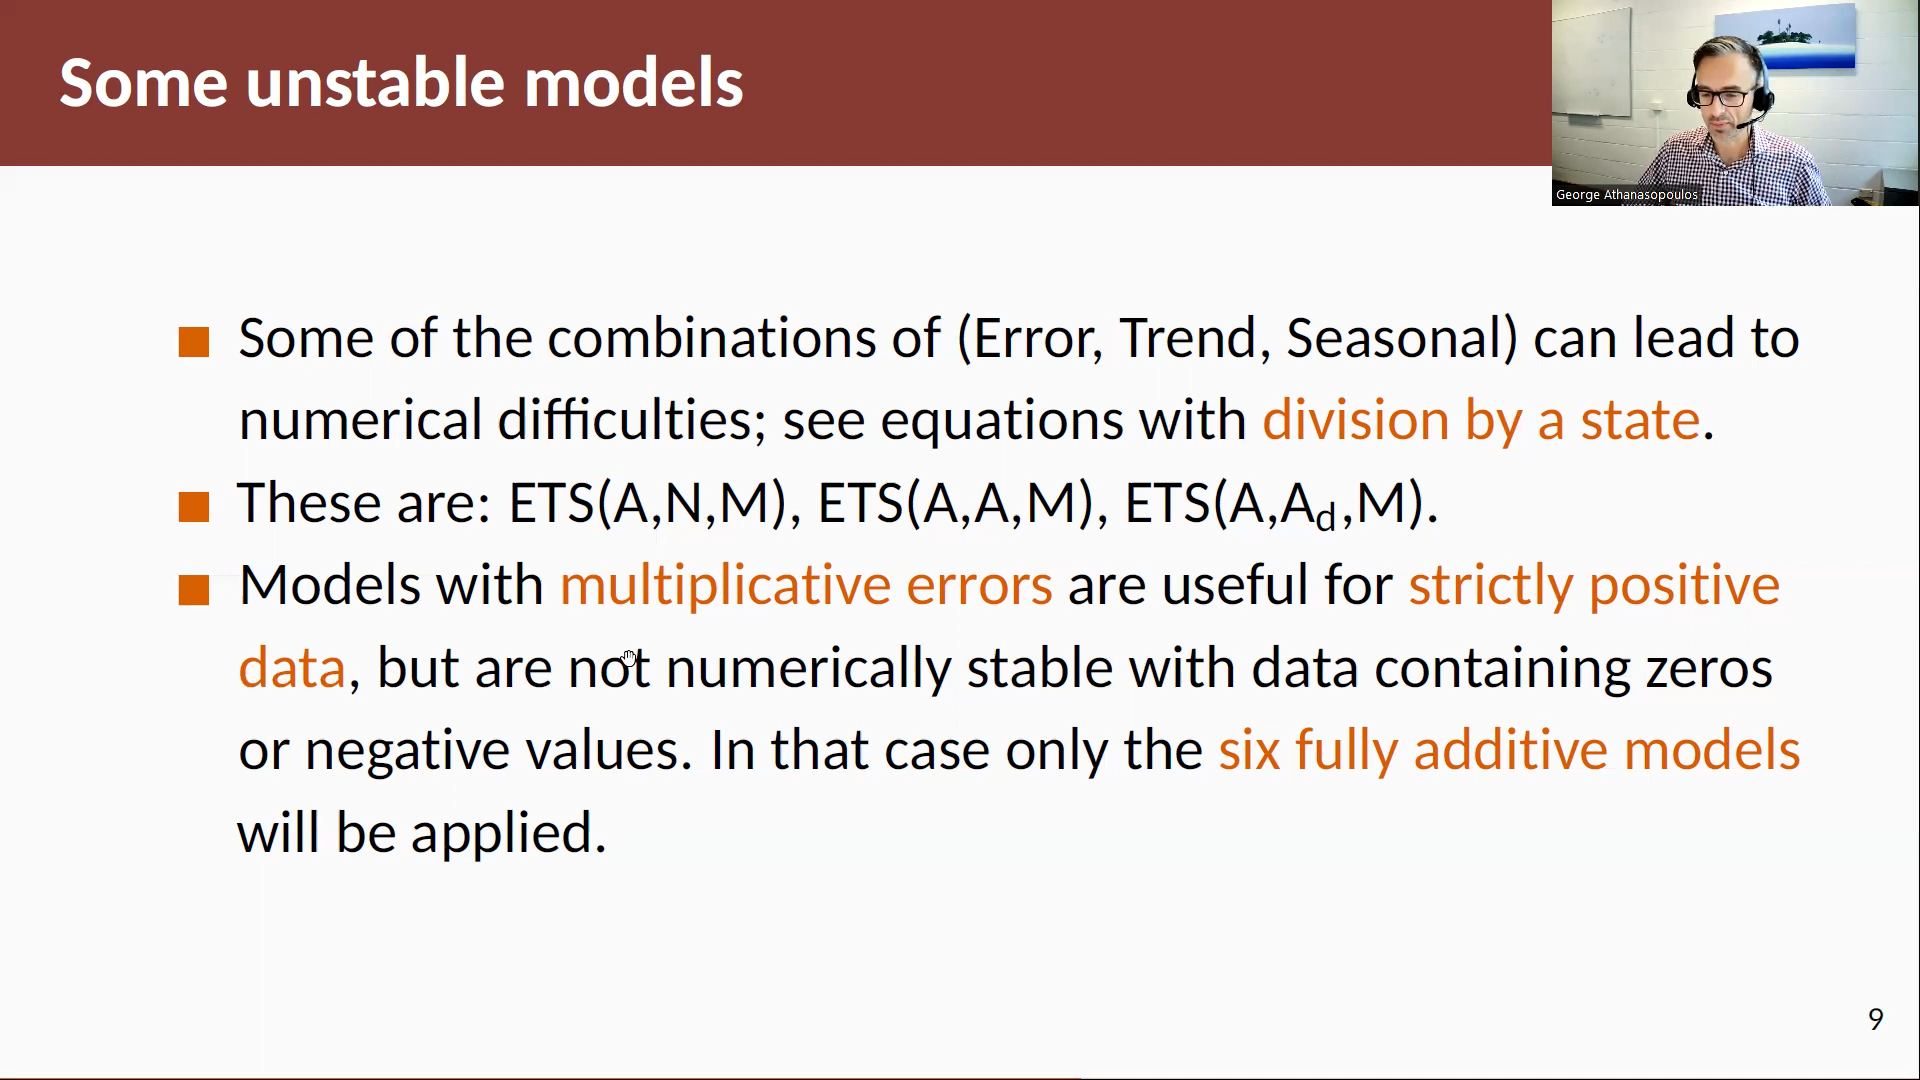 Some unstable models
George Athanasopoulos
■ Some of the combinations of (Error, Trend, Seasonal) can lead to
numerical difficulties; see equations with division by a state.
■ These are: ETS(A,N,M), ETS(A,A,M), ETS(A,A_d,M).
■ Models with multiplicative errors are useful for strictly positive
data, but are not numerically stable with data containing zeros
or negative values. In that case only the six fully additive models
will be applied.
9